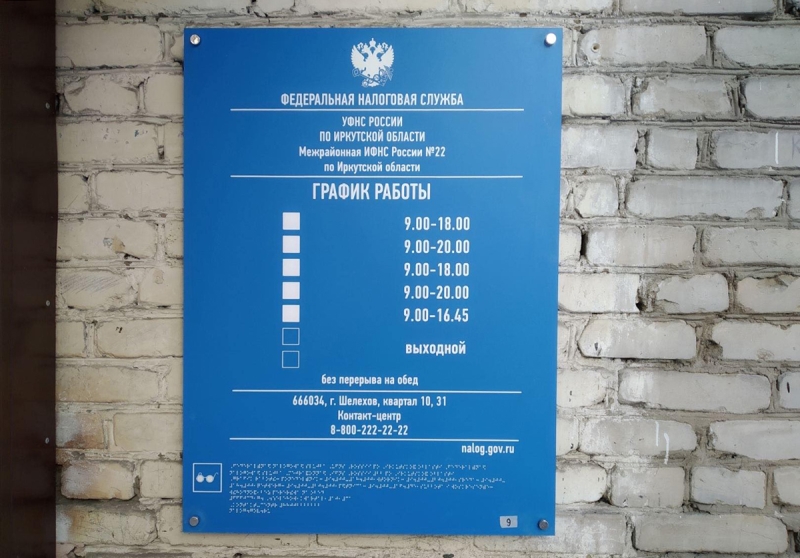 ФЕДЕРАЛЬНАЯ НАЛОГОВАЯ СЛУЖБА
УФНС РОССИИ
ПО ИРКУТСКОЙ ОБЛАСТИ
Межрайонная ИФНС России №22
по Иркутской области
ГРАФИК РАБОТЫ
9.00-18.00
9.00-20.00
9.00-18.00
9.00-20.00
9.00-16.45
выходной
без перерыва на обед
666034, г. Шелехов, квартал 10, 31
Контакт-центр
8-800-222-22-22
nalog.gov.ru
9